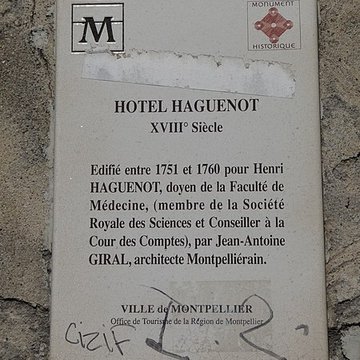 M
MONUMENT
HISTORIQUE
HOTEL HAGUENOT
XVIII° Siècle
Edifié entre 1751 et 1760 pour Henri
HAGUENOT, doyen de la Faculté de
Médecine, (membre de la Société
Royale des Sciences et Conseiller à la
Cour des Comptes), par Jean-Antoine
GIRAL, architecte Montpelliérain.
VILLE de MONTPELLIER
Office de Tourisme de la Région de Montpellier